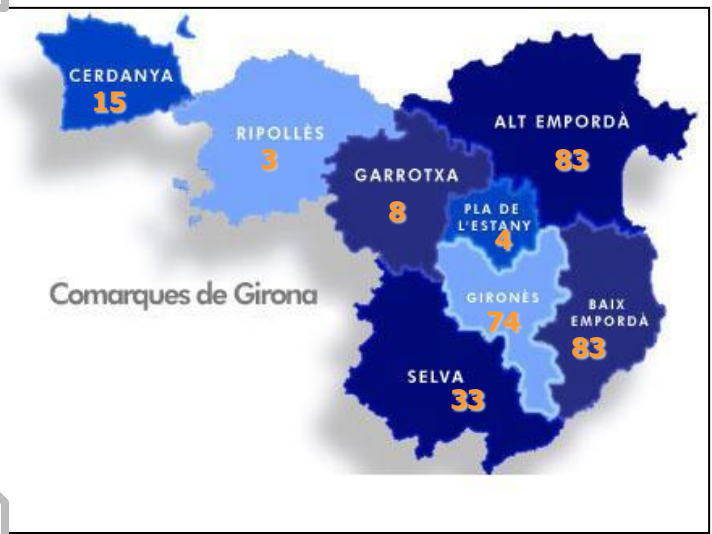 CERDANYA
15
RIPOLLÈS
3
ALT EMPORDÀ
83
GARROTXA
8
PLA DE
L'ESTANY
4
Comarques de Girona
GIRONÈS
74
BAIX
EMPORDÀ
83
SELVA
33